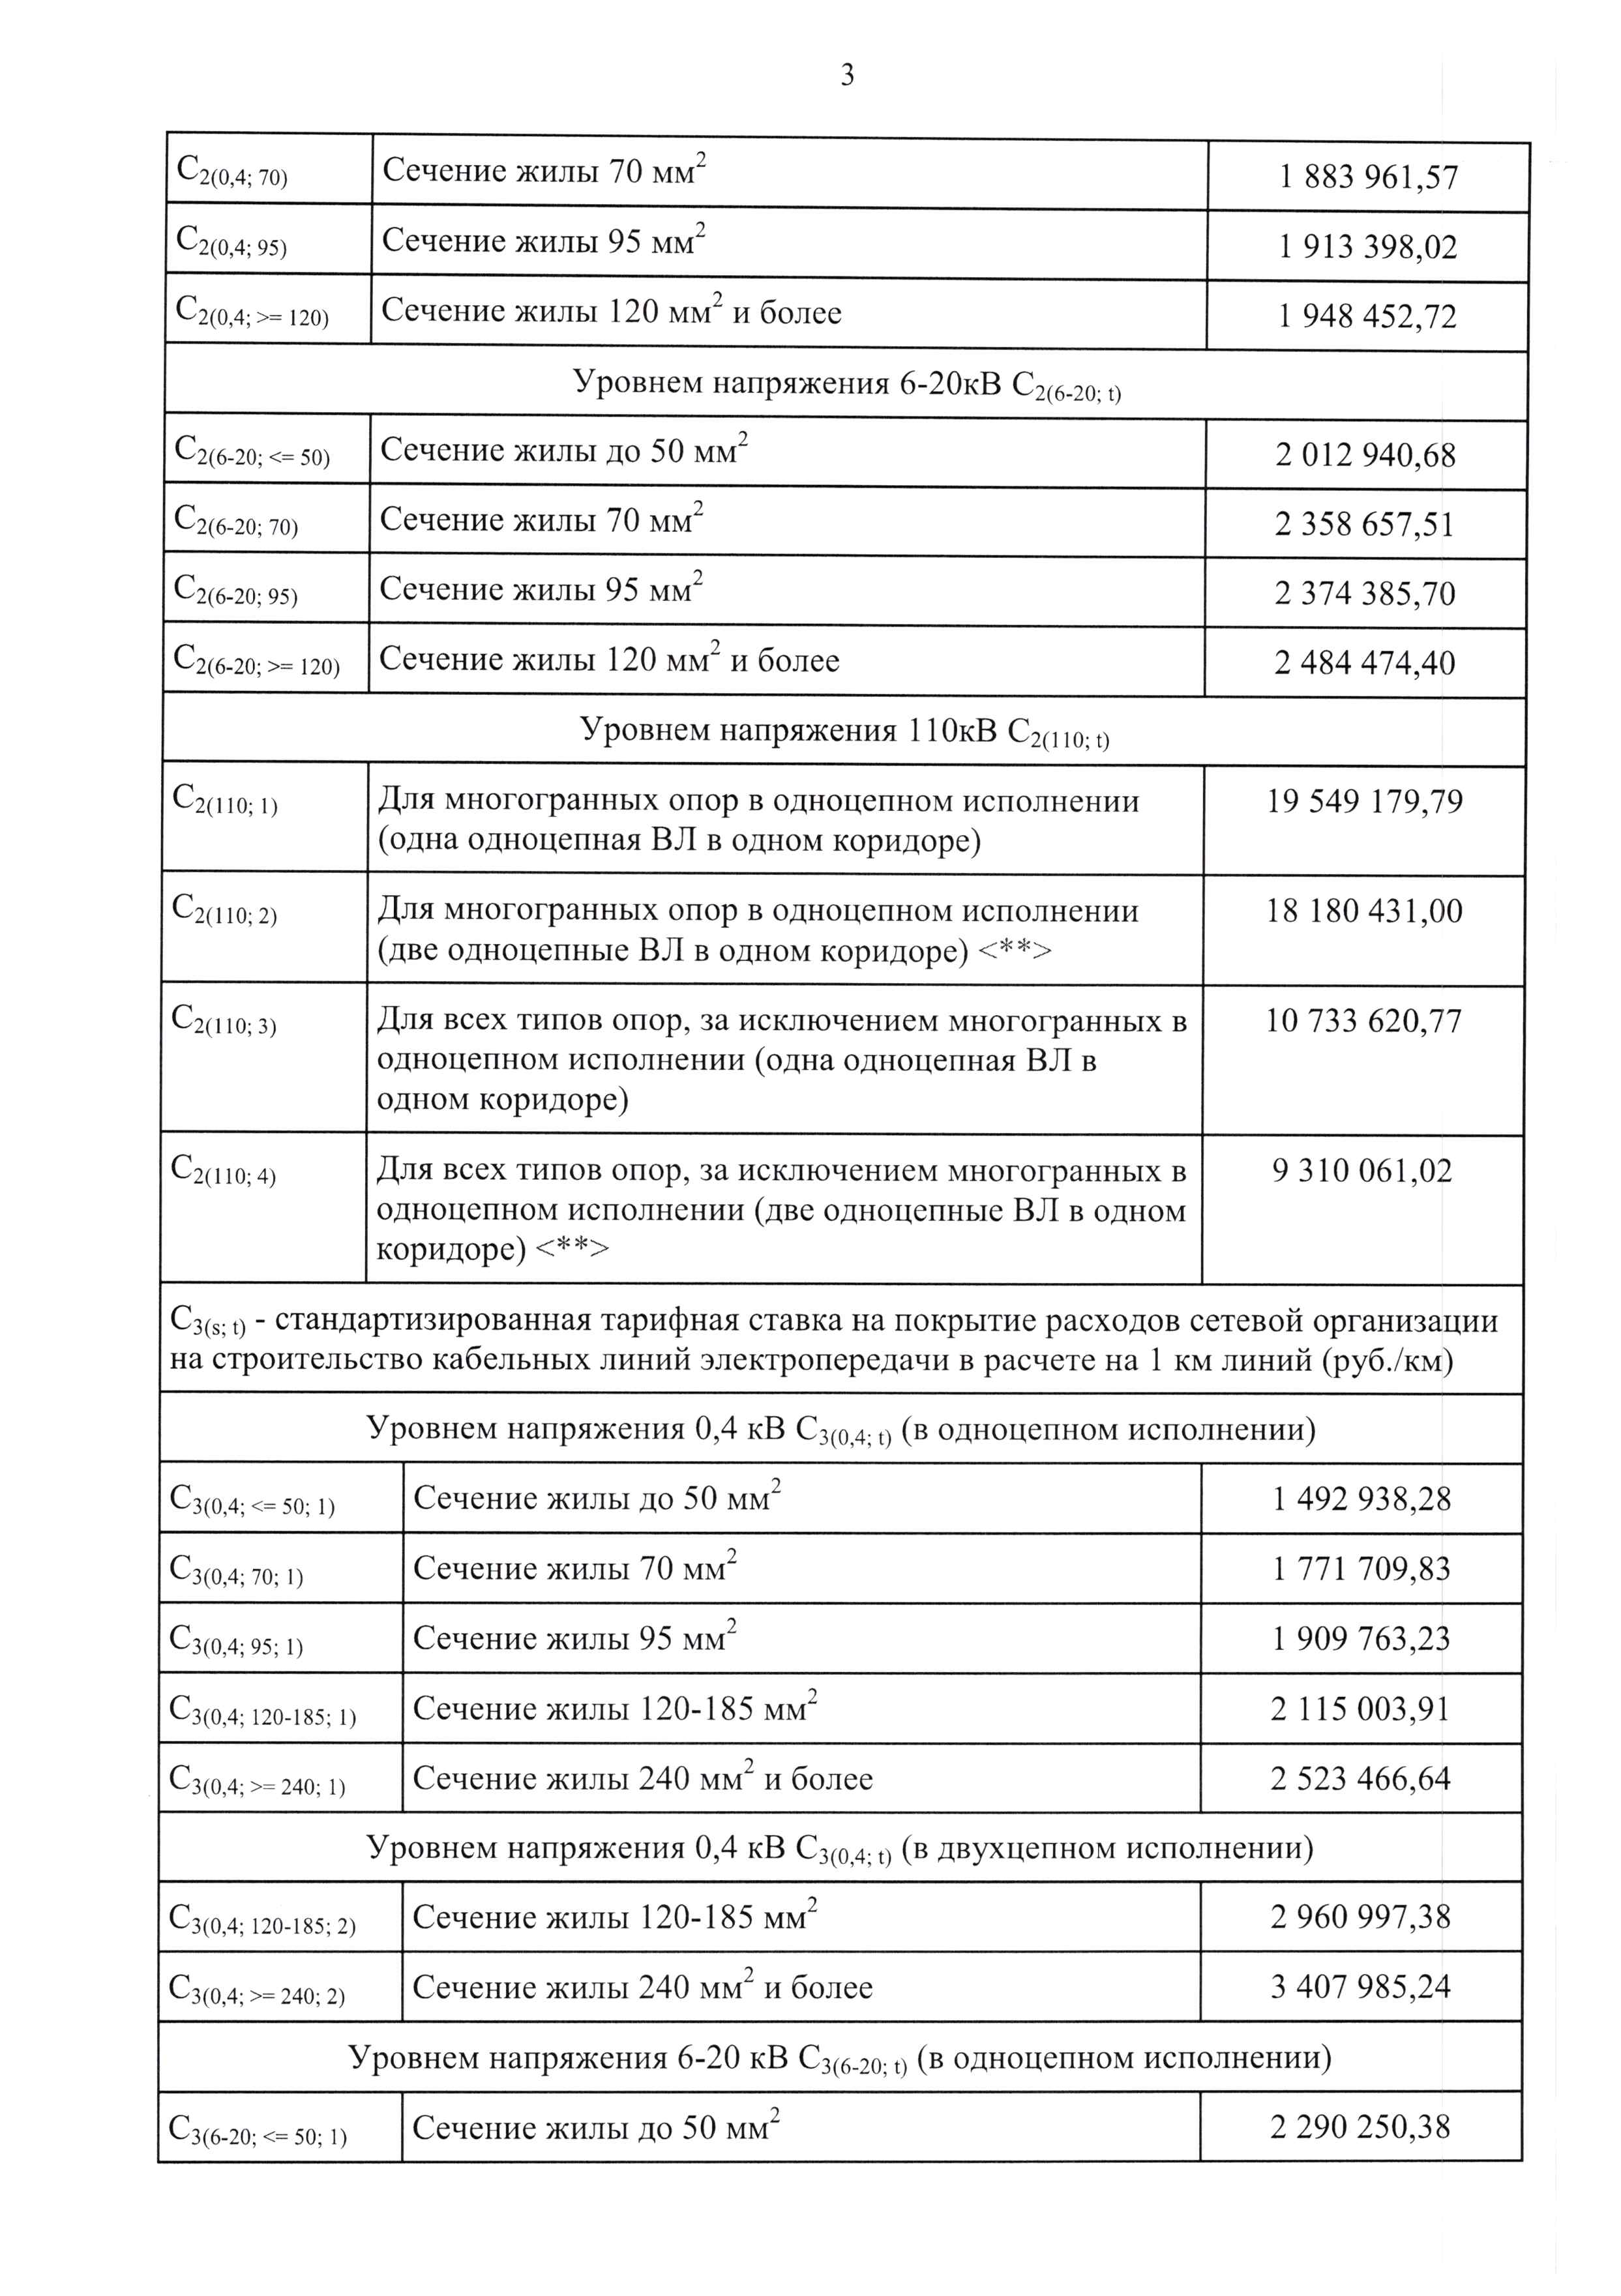 3
C2(0,4; 70) Сечение жилы 70 мм² 1 883 961,57
C2(0,4; 95) Сечение жилы 95 мм² 1 913 398,02
C2(0,4; >= 120) Сечение жилы 120 мм² и более 1 948 452,72
Уровнем напряжения 6-20кВ C2(6-20; t)
C2(6-20; <= 50) Сечение жилы до 50 мм² 2 012 940,68
C2(6-20; 70) Сечение жилы 70 мм² 2 358 657,51
C2(6-20; 95) Сечение жилы 95 мм² 2 374 385,70
C2(6-20; >= 120) Сечение жилы 120 мм² и более 2 484 474,40
Уровнем напряжения 110кВ C2(110; t)
C2(110; 1) Для многогранных опор в одноцепном исполнении 19 549 179,79
(одна одноцепная ВЛ в одном коридоре)
C2(110; 2) Для многогранных опор в одноцепном исполнении 18 180 431,00
(две одноцепные ВЛ в одном коридоре) <**>
C2(110; 3) Для всех типов опор, за исключением многогранных в 10 733 620,77
одноцепном исполнении (одна одноцепная ВЛ в
одном коридоре)
C2(110; 4) Для всех типов опор, за исключением многогранных в 9 310 061,02
одноцепном исполнении (две одноцепные ВЛ в одном
коридоре) <**>
C3(s; t) - стандартизированная тарифная ставка на покрытие расходов сетевой организации
на строительство кабельных линий электропередачи в расчете на 1 км линий (руб./км)
Уровнем напряжения 0,4 кВ C3(0,4; t) (в одноцепном исполнении)
C3(0,4; <= 50; 1) Сечение жилы до 50 мм² 1 492 938,28
C3(0,4; 70; 1) Сечение жилы 70 мм² 1 771 709,83
C3(0,4; 95; 1) Сечение жилы 95 мм² 1 909 763,23
C3(0,4; 120-185; 1) Сечение жилы 120-185 мм² 2 115 003,91
C3(0,4; >= 240; 1) Сечение жилы 240 мм² и более 2 523 466,64
Уровнем напряжения 0,4 кВ C3(0,4; t) (в двухцепном исполнении)
C3(0,4; 120-185; 2) Сечение жилы 120-185 мм² 2 960 997,38
C3(0,4; >= 240; 2) Сечение жилы 240 мм² и более 3 407 985,24
Уровнем напряжения 6-20 кВ C3(6-20; t) (в одноцепном исполнении)
C3(6-20; <= 50; 1) Сечение жилы до 50 мм² 2 290 250,38